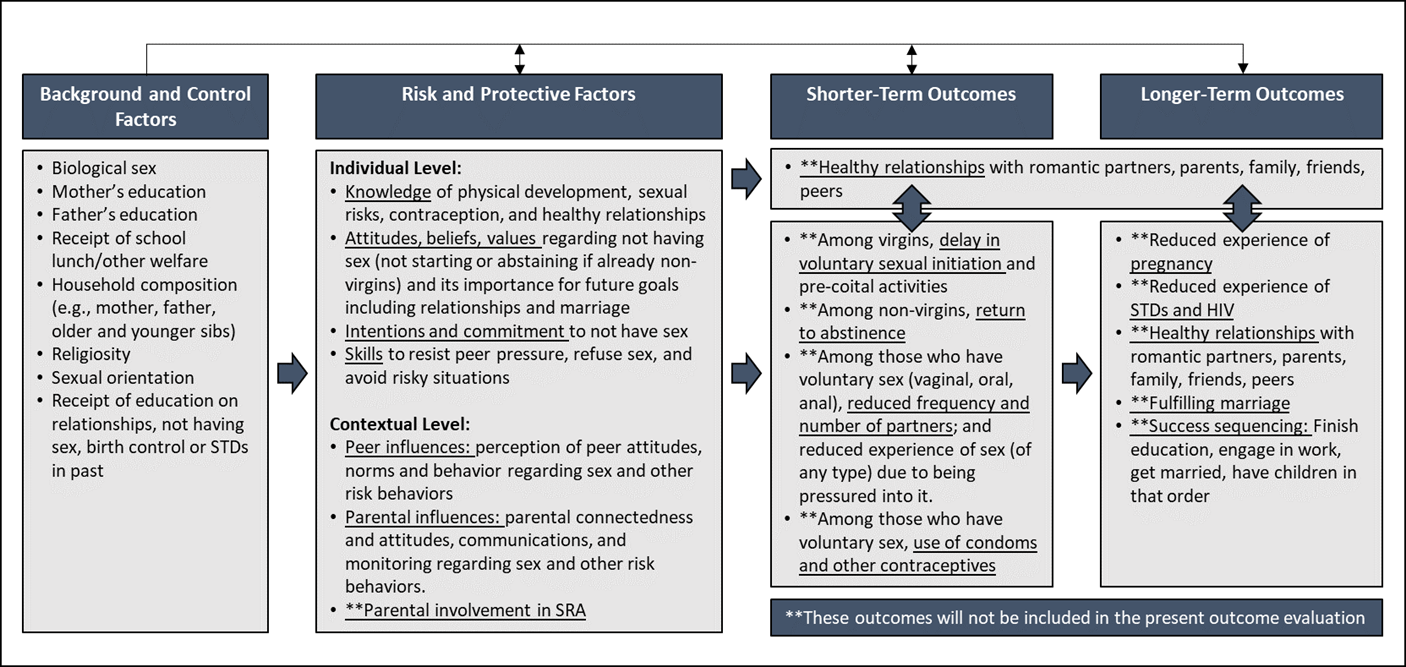 Background and Control
Factors
• Biological sex
• Mother's education
• Father's education
• Receipt of school
lunch/other welfare
• Household composition
(e.g., mother, father,
older and younger sibs)
• Religiosity
• Sexual orientation
• Receipt of education on
relationships, not having
sex, birth control or STDs
in past
Risk and Protective Factors
Individual Level:
• Knowledge of physical development, sexual
risks, contraception, and healthy relationships
• Attitudes, beliefs, values regarding not having
sex (not starting or abstaining if already non-
virgins) and its importance for future goals
including relationships and marriage
• Intentions and commitment to not have sex
• Skills to resist peer pressure, refuse sex, and
avoid risky situations
Contextual Level:
• Peer influences: perception of peer attitudes,
norms and behavior regarding sex and other
risk behaviors
• Parental influences: parental connectedness
and attitudes, communications, and
monitoring regarding sex and other risk
behaviors.
• **Parental involvement in SRA
Shorter-Term Outcomes
Longer-Term Outcomes
• **Healthy relationships with romantic partners, parents, family, friends,
peers
• **Among virgins, delay in
voluntary sexual initiation and
pre-coital activities
• **Among non-virgins, return
to abstinence
• **Among those who have
voluntary sex (vaginal, oral,
anal), reduced frequency and
number of partners; and
reduced experience of sex (of
any type) due to being
pressured into it.
• **Among those who have
voluntary sex, use of condoms
and other contraceptives
• **Reduced experience of
pregnancy
• **Reduced experience of
STDs and HIV
• **Healthy relationships with
romantic partners, parents,
family, friends, peers
• **Fulfilling marriage
• **Success sequencing: Finish
education, engage in work,
get married, have children in
that order
**These outcomes will not be included in the present outcome evaluation